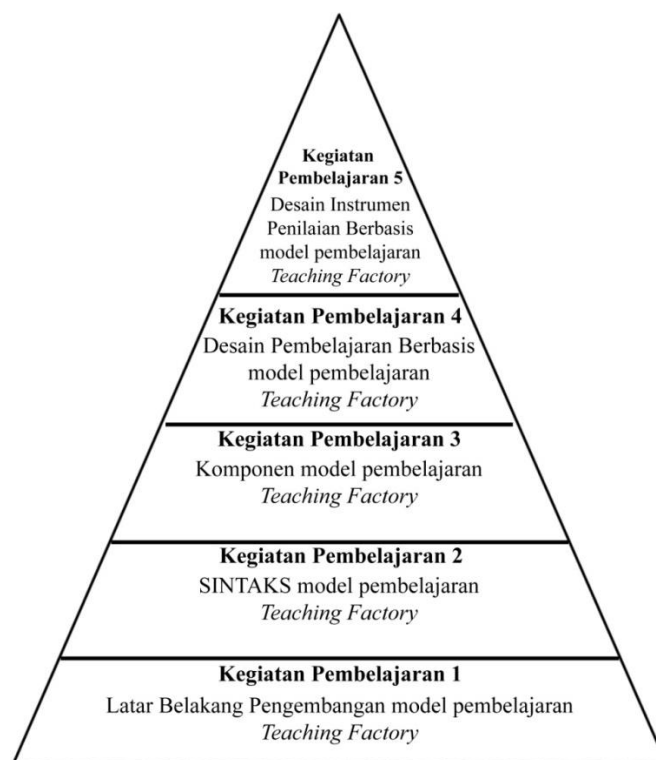 Kegiatan
Pembelajaran 5
Desain Instrumen
Penilaian Berbasis
model pembelajaran
Teaching Factory
Kegiatan Pembelajaran 4
Desain Pembelajaran Berbasis
model pembelajaran
Teaching Factory
Kegiatan Pembelajaran 3
Komponen model pembelajaran
Teaching Factory
Kegiatan Pembelajaran 2
SINTAKS model pembelajaran
Teaching Factory
Kegiatan Pembelajaran 1
Latar Belakang Pengembangan model pembelajaran
Teaching Factory